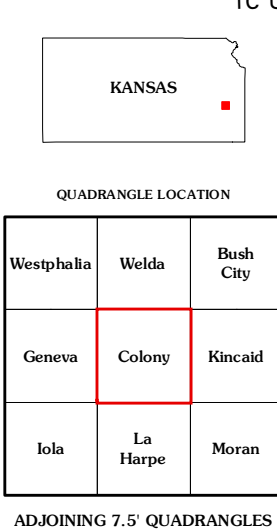 KANSAS
QUADRANGLE LOCATION
Westphalia Welda Bush
City
Geneva Colony Kincaid
Iola La
Harpe Moran
ADJOINING 7.5' QUADRANGLES